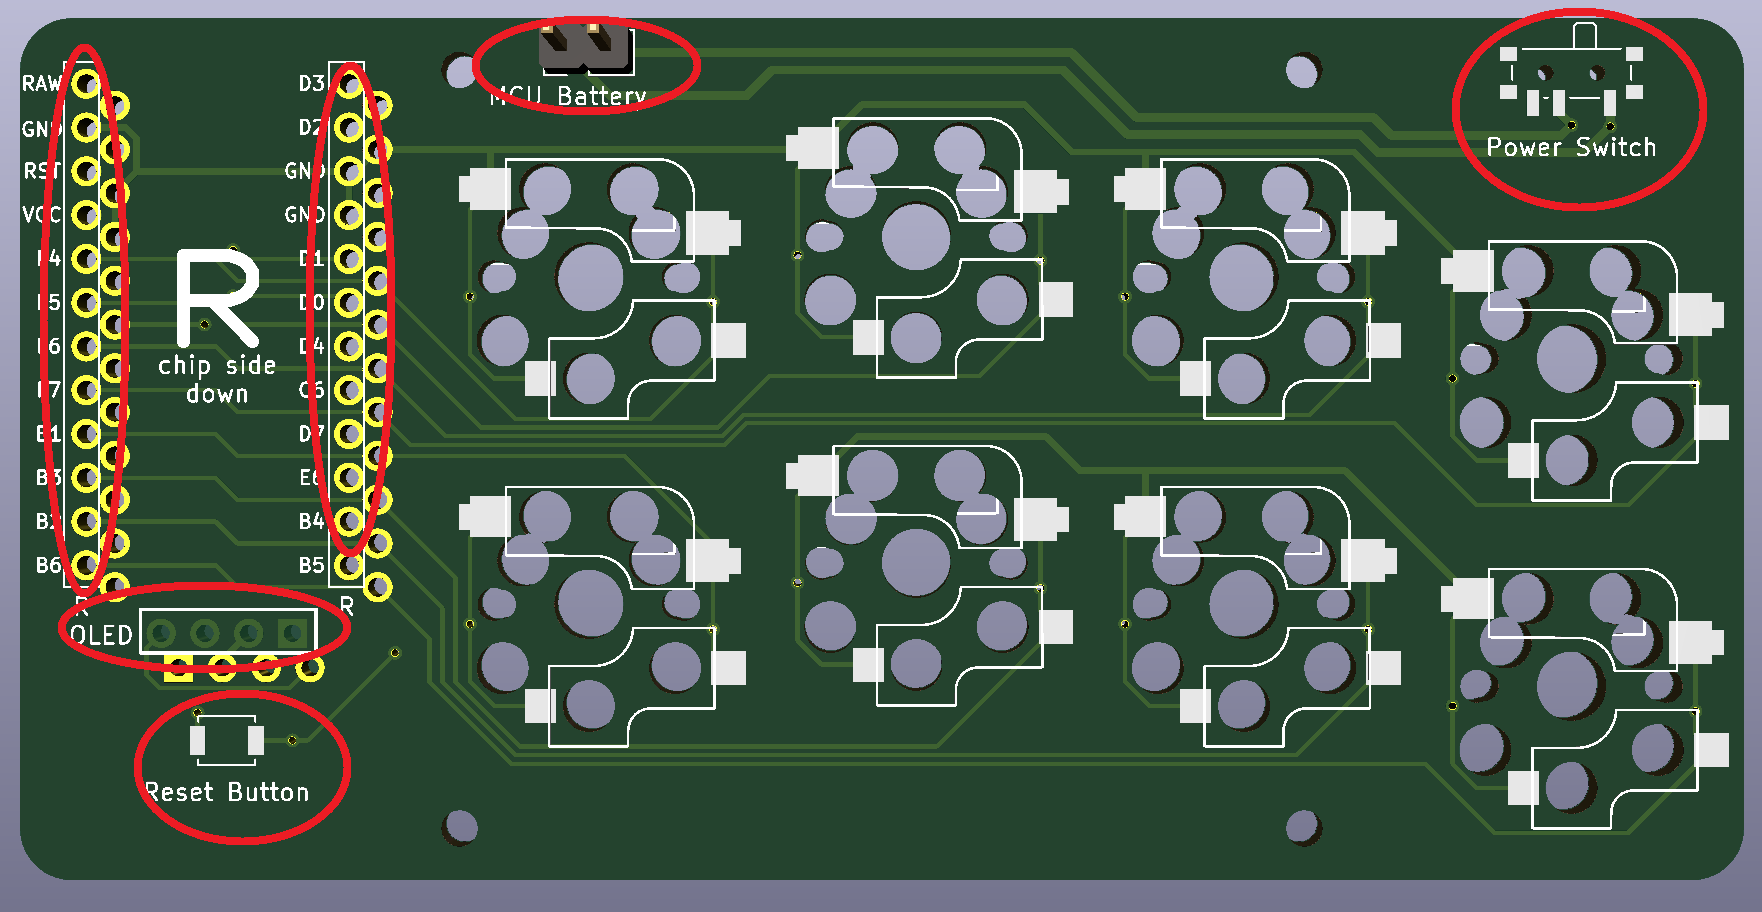 MCU Battery
Power Switch
RAW
GND
RST
VCC
F4
F5
F6
F7
B1
B3
B2
B6
R
D3
D2
GND
GND
D1
D0
D4
C6
D7
E6
B4
B5
R
R
chip side
down
OLED
Reset Button